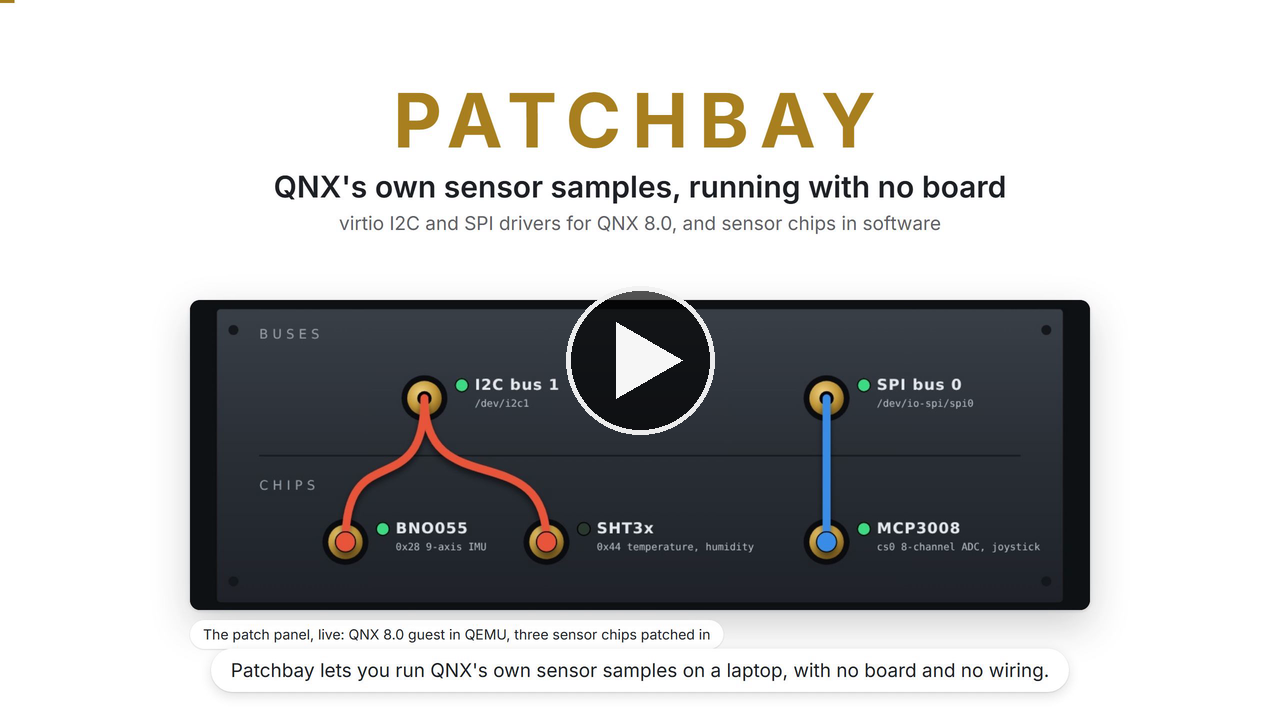 PATCHBAY
QNX's own sensor samples, running with no board
virtio I2C and SPI drivers for QNX 8.0, and sensor chips in software
BUSES
I2C bus 1
/dev/i2c1
SPI bus 0
/dev/io-spi/spi0
CHIPS
BNO055
0x28 9-axis IMU
SHT3x
0x44 temperature, humidity
MCP3008
cs0 8-channel ADC, joystick
The patch panel, live: QNX 8.0 guest in QEMU, three sensor chips patched in
Patchbay lets you run QNX's own sensor samples on a laptop, with no board and no wiring.